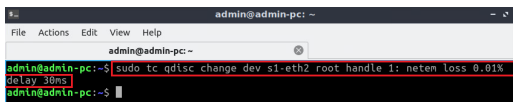 admin@admin-pc: ~
File Actions Edit View Help
admin@admin-pc: ~
admin@admin-pc:~$ sudo tc qdisc change dev s1-eth2 root handle 1: netem loss 0.01%
delay 30ms
admin@admin-pc:~$